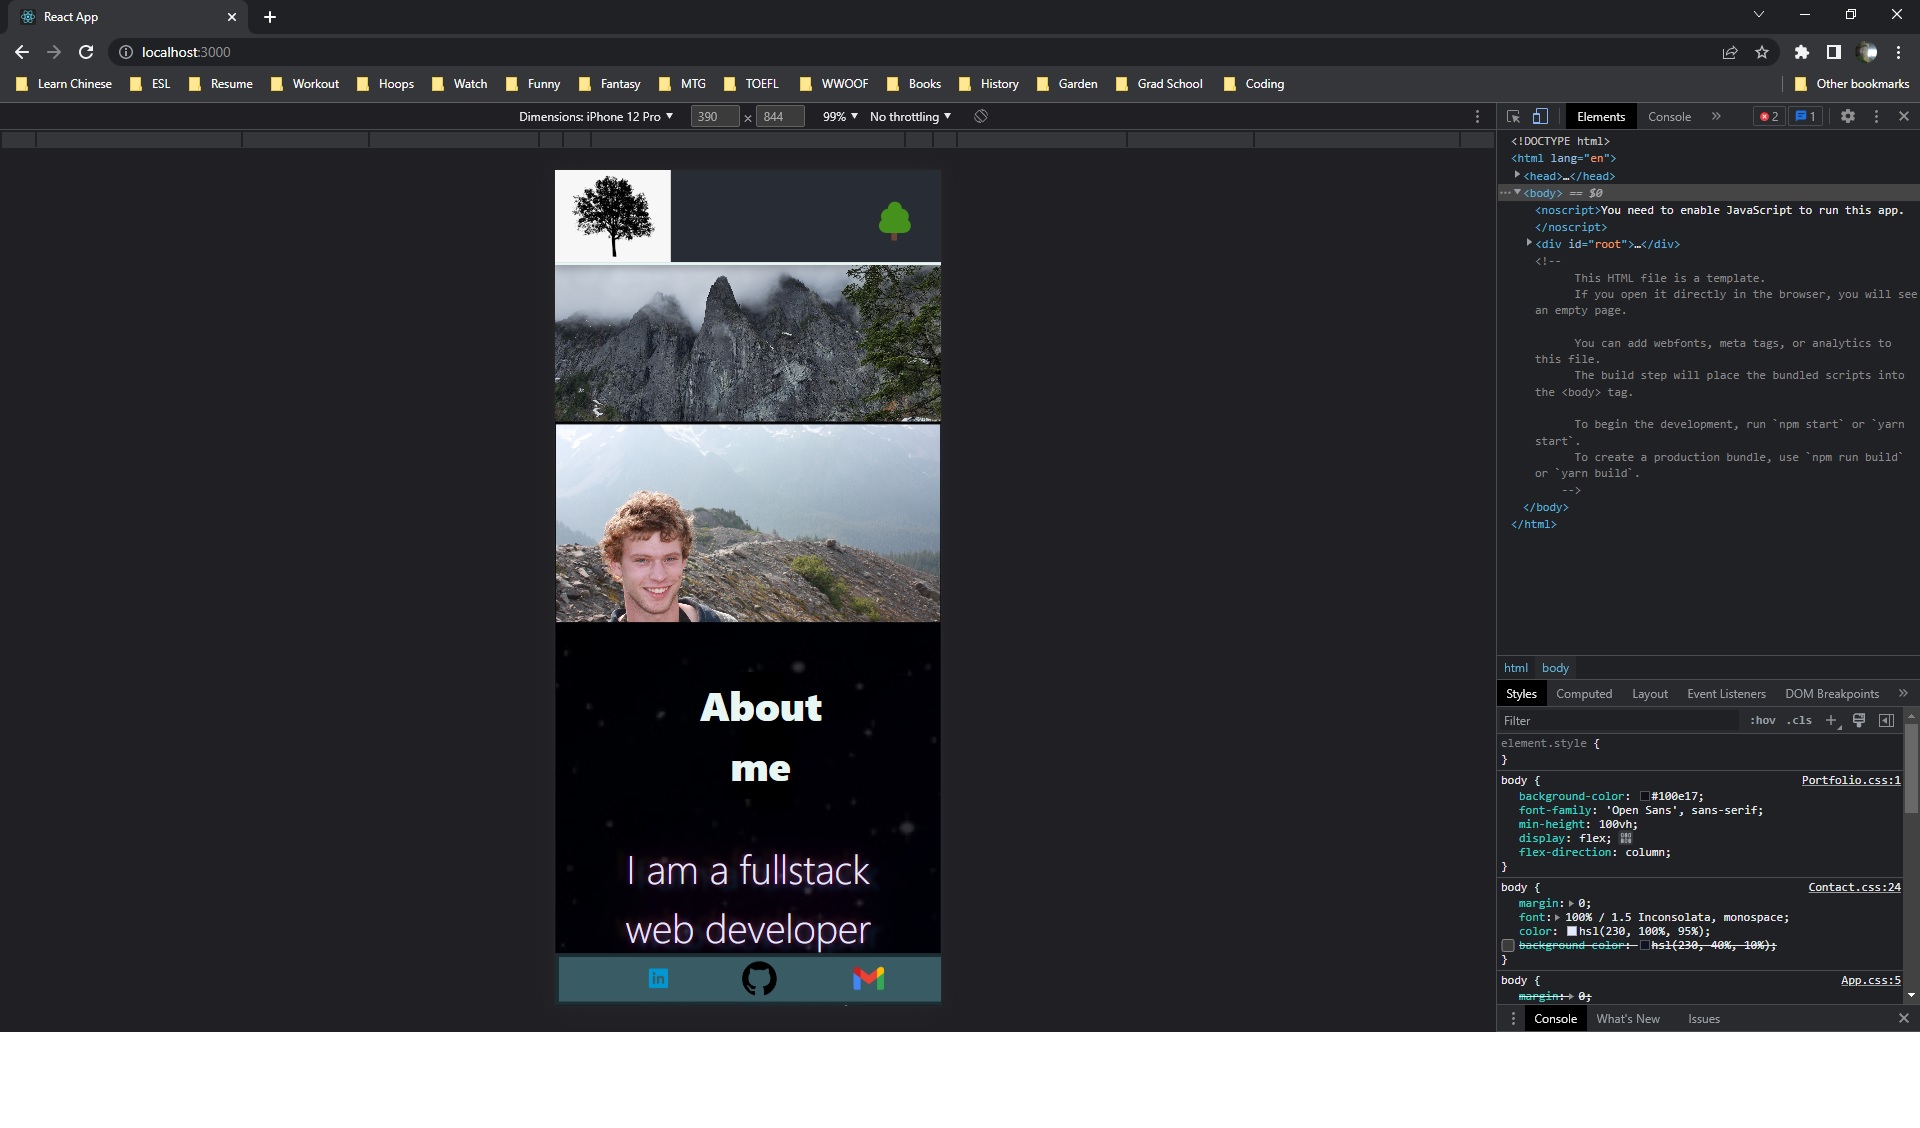 React App
localhost:3000
Learn Chinese ESL Resume Workout Hoops Watch Funny Fantasy MTG TOEFL WWOOF Books History Garden Grad School Coding Other bookmarks
Dimensions: iPhone 12 Pro 390 × 844 99% No throttling
About
me
I am a fullstack
web developer
in
Elements Console » 2 1
<!DOCTYPE html>
<html lang="en">
<head>…</head>
<body> == $0
<noscript>You need to enable JavaScript to run this app.
</noscript>
<div id="root">…</div>
<!--
This HTML file is a template.
If you open it directly in the browser, you will see
an empty page.
You can add webfonts, meta tags, or analytics to
this file.
The build step will place the bundled scripts into
the <body> tag.
To begin the development, run `npm start` or `yarn
start`.
To create a production bundle, use `npm run build`
or `yarn build`.
-->
</body>
</html>
html body
Styles Computed Layout Event Listeners DOM Breakpoints »
Filter :hov .cls +
element.style {
}
body { Portfolio.css:1
background-color: #100e17;
font-family: 'Open Sans', sans-serif;
min-height: 100vh;
display: flex;
flex-direction: column;
}
body { Contact.css:24
margin: 0;
font: 100% / 1.5 Inconsolata, monospace;
color: hsl(230, 100%, 95%);
background-color: hsl(230, 40%, 10%);
}
body { App.css:5
margin: 0;
Console What's New Issues